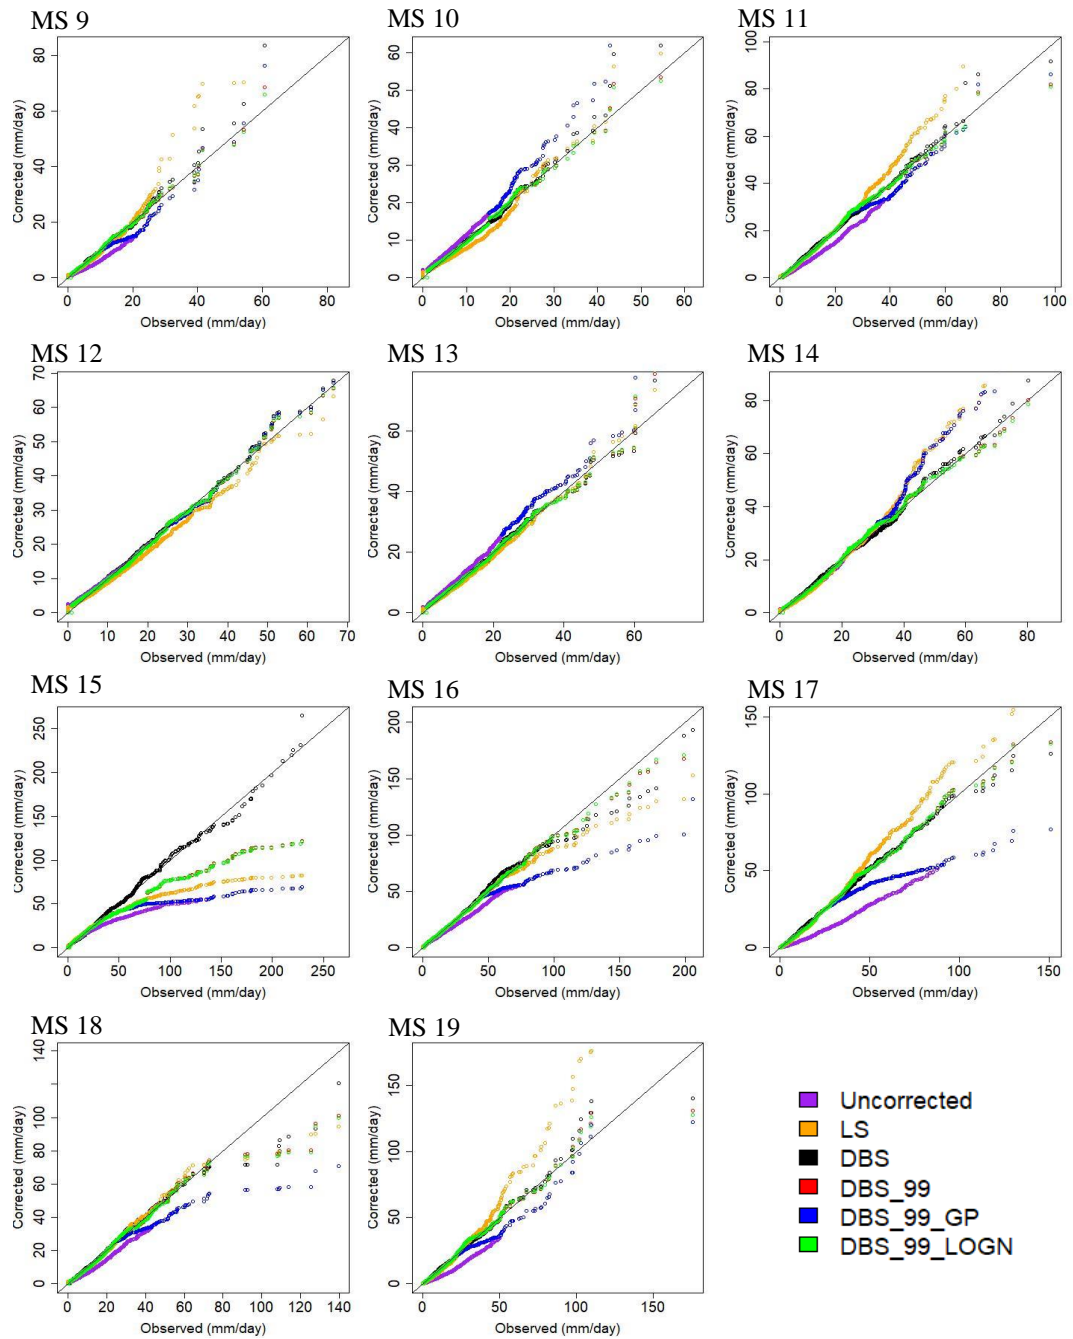 MS 9
MS 10
MS 11
Corrected (mm/day)
0 20 40 60 80
0 20 40 60 80
Observed (mm/day)
Corrected (mm/day)
0 10 20 30 40 50 60
0 10 20 30 40 50 60
Observed (mm/day)
Corrected (mm/day)
0 20 40 60 80 100
0 20 40 60 80 100
Observed (mm/day)
MS 12
MS 13
MS 14
Corrected (mm/day)
0 10 20 30 40 50 60 70
0 10 20 30 40 50 60 70
Observed (mm/day)
Corrected (mm/day)
0 20 40 60
0 20 40 60
Observed (mm/day)
Corrected (mm/day)
0 20 40 60 80
0 20 40 60 80
Observed (mm/day)
MS 15
MS 16
MS 17
Corrected (mm/day)
0 50 100 150 200 250
0 50 100 150 200 250
Observed (mm/day)
Corrected (mm/day)
0 50 100 150 200
0 50 100 150 200
Observed (mm/day)
Corrected (mm/day)
0 50 100 150
0 50 100 150
Observed (mm/day)
MS 18
MS 19
Corrected (mm/day)
0 20 40 60 80 100 140
0 20 40 60 80 100 120 140
Observed (mm/day)
Corrected (mm/day)
0 50 100 150
0 50 100 150
Observed (mm/day)
Uncorrected
LS
DBS
DBS_99
DBS_99_GP
DBS_99_LOGN